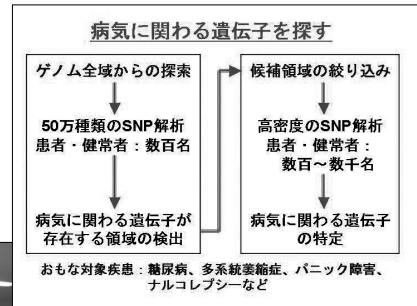 病気に関わる遺伝子を探す
ゲノム全域からの探索
50万種類のSNP解析
患者・健常者：数百名
病気に関わる遺伝子が
存在する領域の検出
候補領域の絞り込み
高密度のSNP解析
患者・健常者：
数百～数千名
病気に関わる遺伝子
の特定
おもな対象疾患：糖尿病、多系統萎縮症、パニック障害、
ナルコレプシーなど